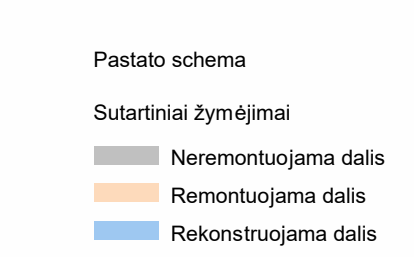 Pastato schema
Sutartiniai žymėjimai
Neremontuojama dalis
Remontuojama dalis
Rekonstruojama dalis